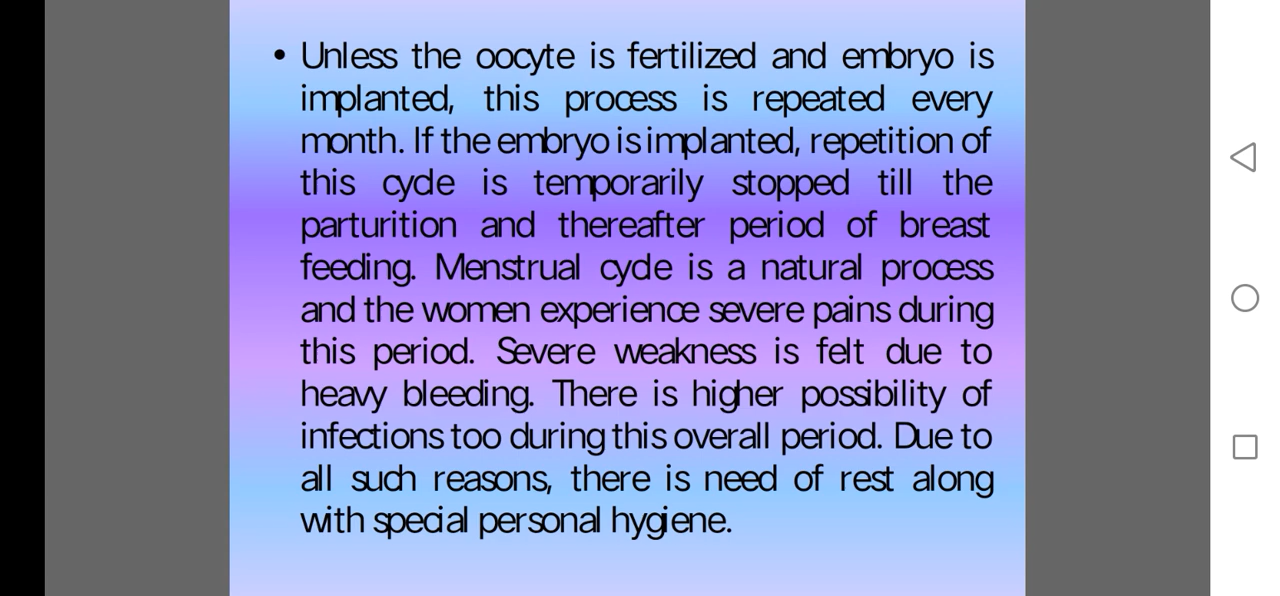 • Unless the oocyte is fertilized and embryo is
implanted, this process is repeated every
month. If the embryo is implanted, repetition of
this cycle is temporarily stopped till the
parturition and thereafter period of breast
feeding. Menstrual cycle is a natural process
and the women experience severe pains during
this period. Severe weakness is felt due to
heavy bleeding. There is higher possibility of
infections too during this overall period. Due to
all such reasons, there is need of rest along
with special personal hygiene.